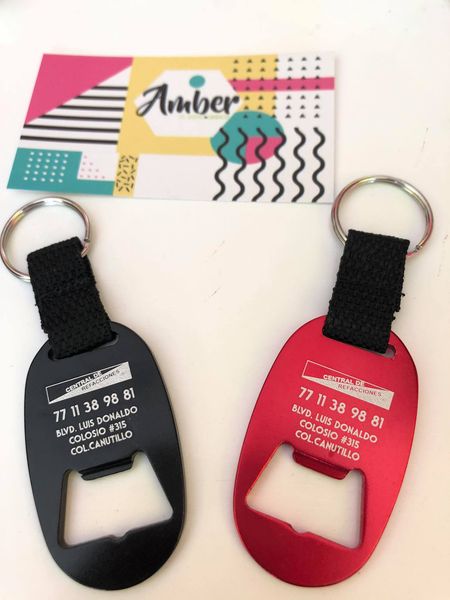 Amber
CENTRAL DE
REFACCIONES
77 11 38 98 81
BLVD. LUIS DONALDO
COLOSIO #315
COL.CANUTILLO
CENTRAL DE
REFACCIONES
77 11 38 98 81
BLVD. LUIS DONALDO
COLOSIO #315
COL.CANUTILLO